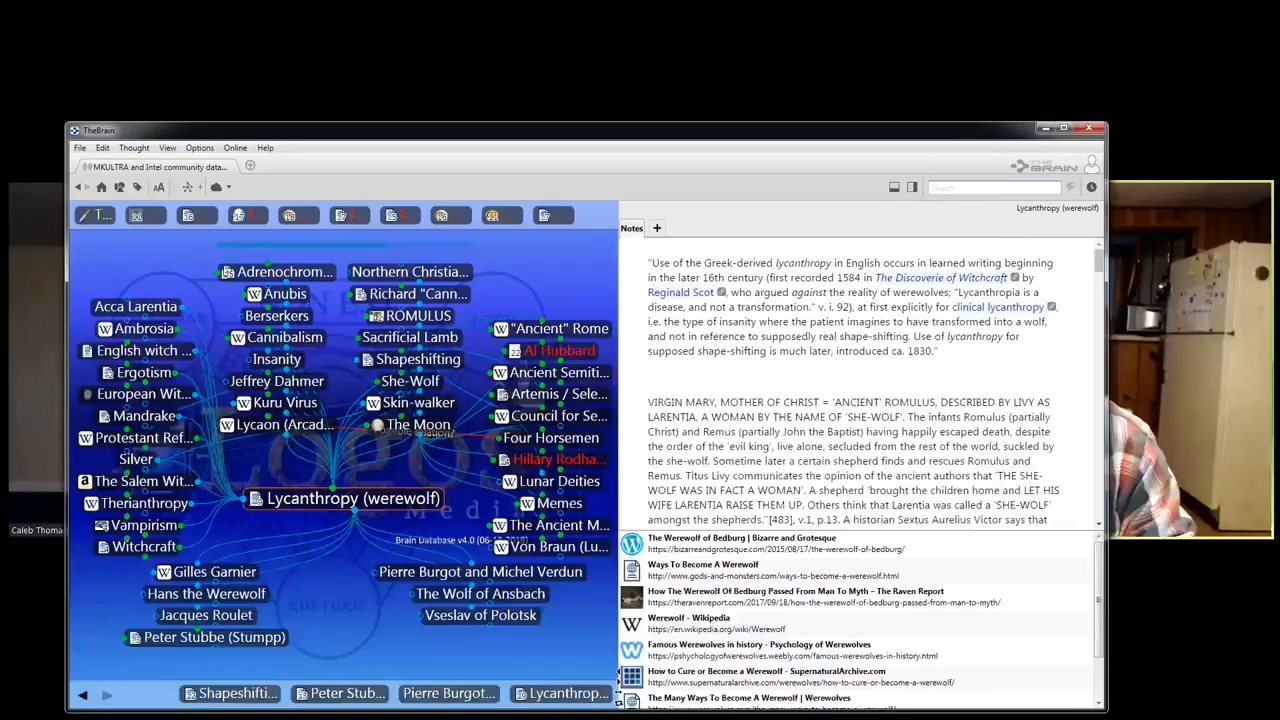 TheBrain
File Edit Thought View Options Online Help
MKULTRA and Intel community data...
THE BRAIN
Search
Lycanthropy (werewolf)
T...
Notes
Adrenochrom...
Northern Christia...
Anubis
Richard "Cann...
Berserkers
ROMULUS
Cannibalism
Sacrificial Lamb
Insanity
Shapeshifting
Jeffrey Dahmer
She-Wolf
Kuru Virus
Skin-walker
Lycaon (Arcad...
The Moon
Acca Larentia
Ambrosia
English witch ...
Ergotism
European Wit...
Mandrake
Protestant Ref...
Silver
The Salem Wit...
Therianthropy
Vampirism
Witchcraft
"Ancient" Rome
Al Hubbard
Ancient Semiti...
Artemis / Sele...
Council for Se...
Four Horsemen
Hillary Rodha...
Lunar Deities
Memes
The Ancient M...
Von Braun (Lu...
Lycanthropy (werewolf)
Media
Gilles Garnier
Hans the Werewolf
Jacques Roulet
Peter Stubbe (Stumpp)
Pierre Burgot and Michel Verdun
The Wolf of Ansbach
Vseslav of Polotsk
RHETORIC
Shapeshifti...
Peter Stub...
Pierre Burgot...
Lycanthrop...
"Use of the Greek-derived lycanthropy in English occurs in learned writing beginning
in the later 16th century (first recorded 1584 in The Discoverie of Witchcraft by
Reginald Scot , who argued against the reality of werewolves; "Lycanthropia is a
disease, and not a transformation." v. i. 92), at first explicitly for clinical lycanthropy ,
i.e. the type of insanity where the patient imagines to have transformed into a wolf,
and not in reference to supposedly real shape-shifting. Use of lycanthropy for
supposed shape-shifting is much later, introduced ca. 1830."
VIRGIN MARY, MOTHER OF CHRIST = 'ANCIENT' ROMULUS, DESCRIBED BY LIVY AS
LARENTIA, A WOMAN BY THE NAME OF 'SHE-WOLF'. The infants Romulus (partially
Christ) and Remus (partially John the Baptist) having happily escaped death, despite
the order of the 'evil king', live alone, secluded from the rest of the world, suckled by
the she-wolf. Sometime later a certain shepherd finds and rescues Romulus and
Remus. Titus Livy communicates the opinion of the ancient authors that 'THE SHE-
WOLF WAS IN FACT A WOMAN'. A shepherd 'brought the children home and LET HIS
WIFE LARENTIA RAISE THEM UP. Others think that Larentia was called a 'SHE-WOLF'
amongst the shepherds."[483], v.1, p.13. A historian Sextus Aurelius Victor says that
The Werewolf of Bedburg | Bizarre and Grotesque
https://bizarreandgrotesque.com/2015/08/17/the-werewolf-of-bedburg/
Ways To Become A Werewolf
http://www.gods-and-monsters.com/ways-to-become-a-werewolf.html
How The Werewolf Of Bedburg Passed From Man To Myth – The Raven Report
https://theravenreport.com/2017/09/18/how-the-werewolf-of-bedburg-passed-from-man-to-myth/
Werewolf - Wikipedia
https://en.wikipedia.org/wiki/Werewolf
Famous Werewolves in history - Psychology of Werewolves
https://pshychologyofwerewolves.weebly.com/famous-werewolves-in-history.html
How to Cure or Become a Werewolf - SupernaturalArchive.com
http://www.supernaturalarchive.com/werewolves/how-to-cure-or-become-a-werewolf/
The Many Ways To Become A Werewolf | Werewolves